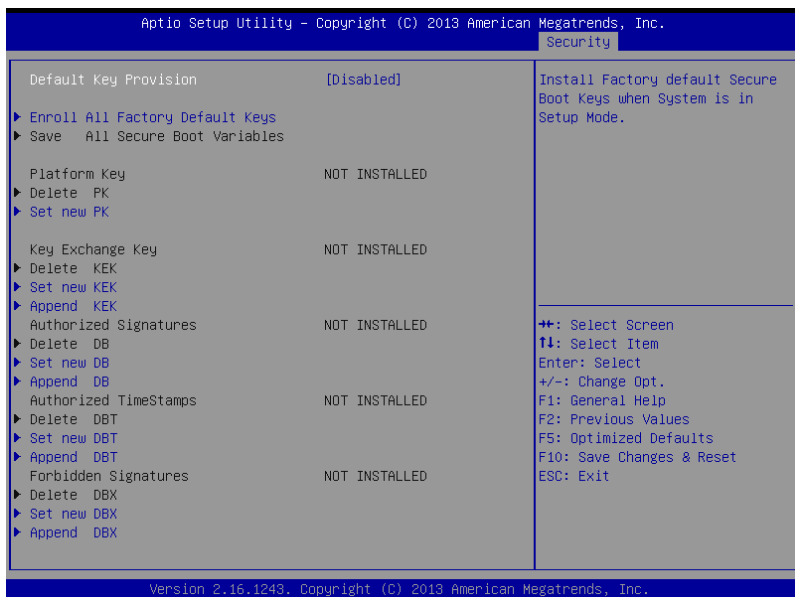 Aptio Setup Utility – Copyright (C) 2013 American Megatrends, Inc.
Security
Default Key Provision [Disabled]
Enroll All Factory Default Keys
Save All Secure Boot Variables
Platform Key NOT INSTALLED
Delete PK
Set new PK
Key Exchange Key NOT INSTALLED
Delete KEK
Set new KEK
Append KEK
Authorized Signatures NOT INSTALLED
Delete DB
Set new DB
Append DB
Authorized TimeStamps NOT INSTALLED
Delete DBT
Set new DBT
Append DBT
Forbidden Signatures NOT INSTALLED
Delete DBX
Set new DBX
Append DBX
Install Factory default Secure
Boot Keys when System is in
Setup Mode.
→←: Select Screen
↑↓: Select Item
Enter: Select
+/-: Change Opt.
F1: General Help
F2: Previous Values
F5: Optimized Defaults
F10: Save Changes & Reset
ESC: Exit
Version 2.16.1243. Copyright (C) 2013 American Megatrends, Inc.